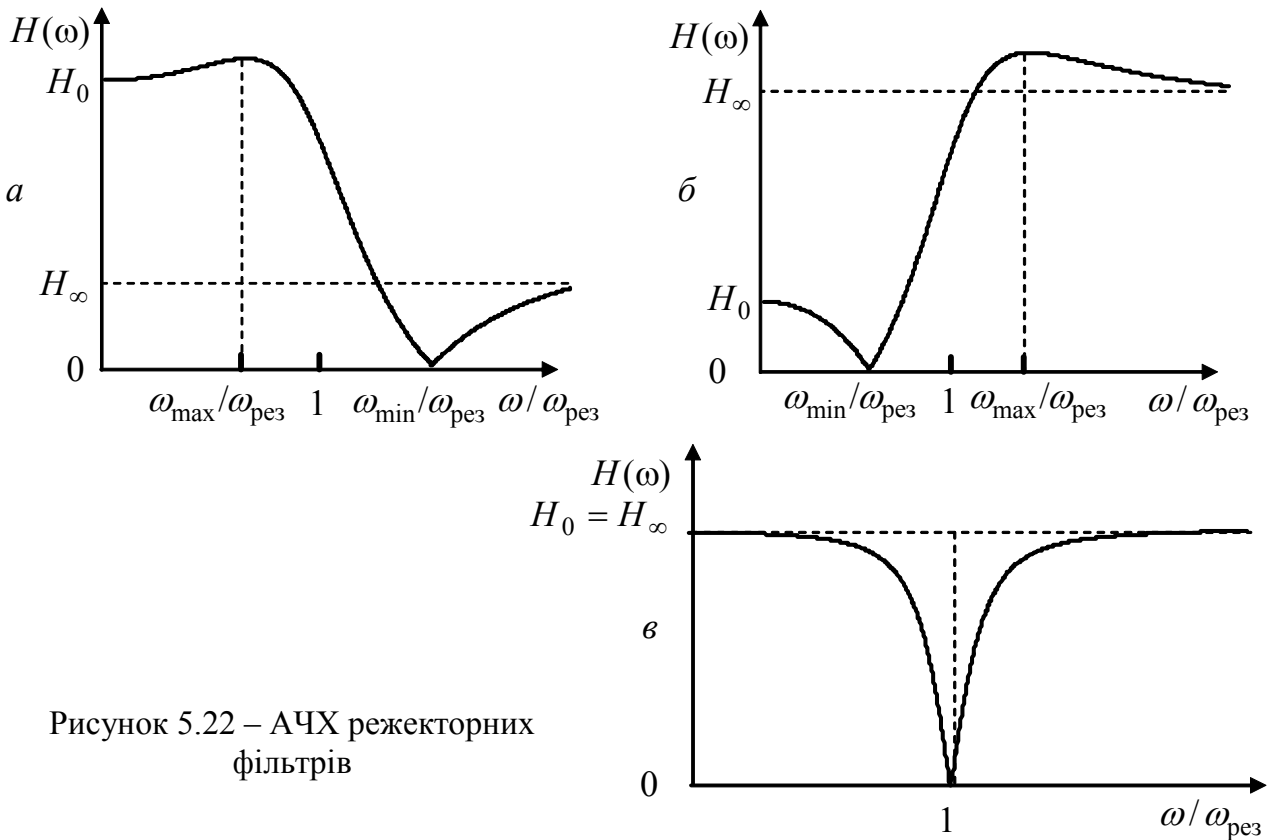 H(ω)
H₀
а
H∞
0
ω_max/ω_рез 1 ω_min/ω_рез ω/ω_рез
H(ω)
H∞
б
H₀
0
ω_min/ω_рез 1 ω_max/ω_рез ω/ω_рез
H(ω)
H₀ = H∞
в
0
1 ω/ω_рез
Рисунок 5.22 – АЧХ режекторних
фільтрів